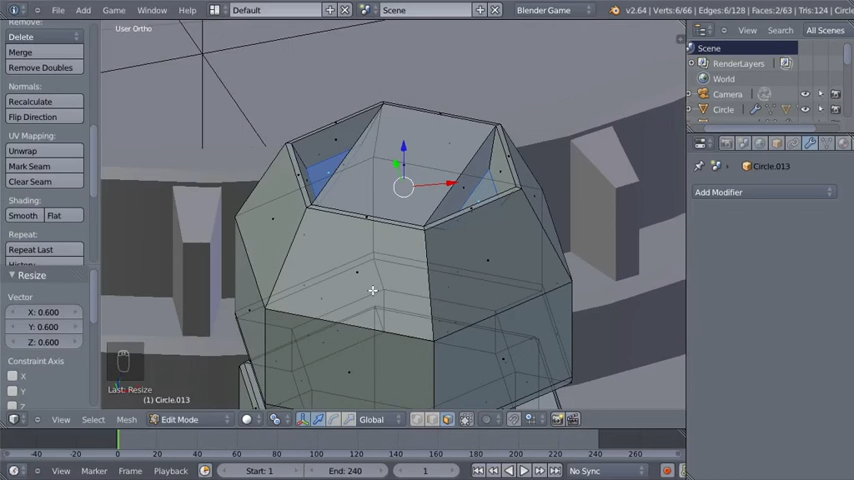 File Add Game Window Help Default Scene Blender Game v2.64 | Verts:6/66 | Edges:6/128 | Faces:2/63 | Tris:124 | Circle
Remove:
Delete
Merge
Remove Doubles
Normals:
Recalculate
Flip Direction
UV Mapping:
Unwrap
Mark Seam
Clear Seam
Shading:
Smooth Flat
Repeat:
Repeat Last
Resize
Vector
X: 0.600
Y: 0.600
Z: 0.600
Constraint Axis
X
Y
User Ortho
Last: Resize
(1) Circle.013
View Search All Scenes
Scene
RenderLayers
World
Camera
Circle
Circle.013
Add Modifier
View Select Mesh Edit Mode Global
-40 -20 0 20 40 60 80 100 120 140 160 180 200 220 240 260
View Marker Frame Playback Start: 1 End: 240 1 No Sync